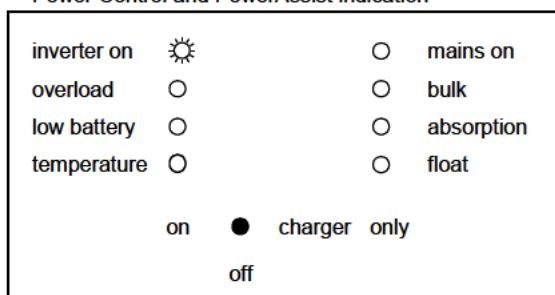 Power Control and PowerAssist indication
inverter on mains on
overload bulk
low battery absorption
temperature float
on charger only
off